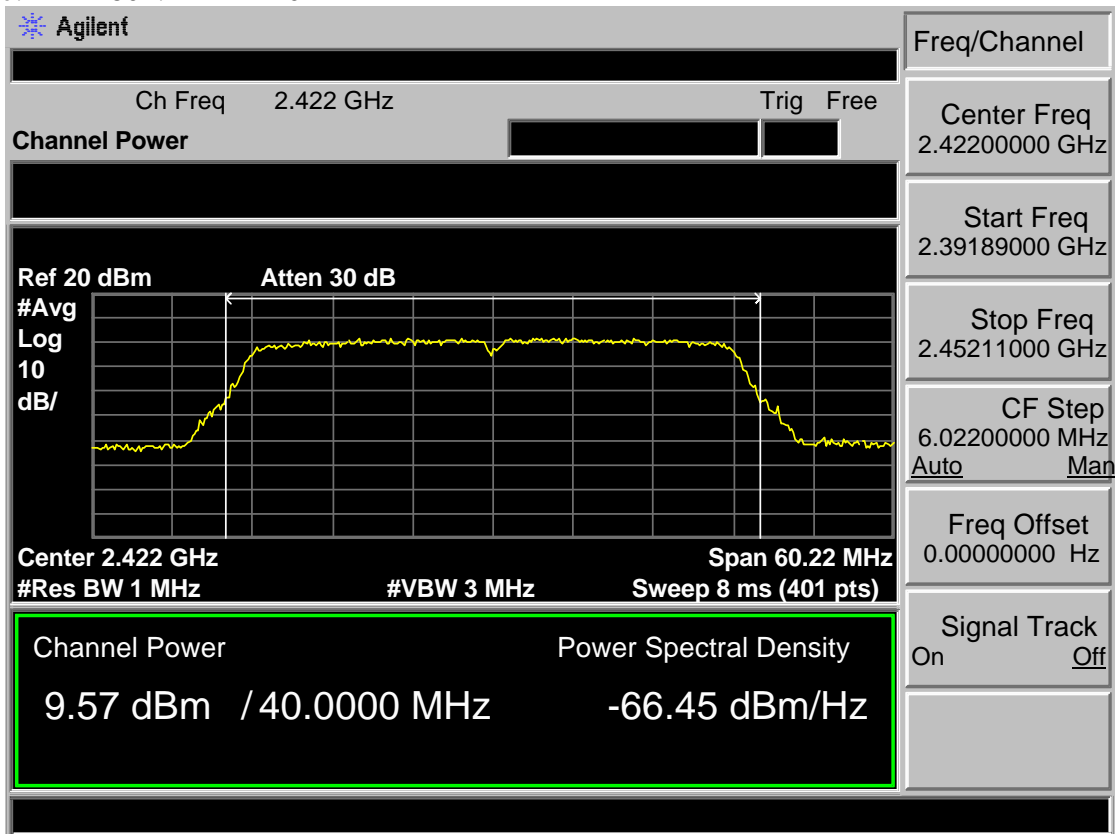 Agilent
Freq/Channel
Ch Freq 2.422 GHz Trig Free
Channel Power
Center Freq
2.42200000 GHz
Start Freq
2.39189000 GHz
Stop Freq
2.45211000 GHz
CF Step
6.02200000 MHz
Auto Man
Freq Offset
0.00000000 Hz
Signal Track
On Off
Ref 20 dBm Atten 30 dB
#Avg
Log
10
dB/
Center 2.422 GHz Span 60.22 MHz
#Res BW 1 MHz #VBW 3 MHz Sweep 8 ms (401 pts)
Channel Power Power Spectral Density
9.57 dBm / 40.0000 MHz -66.45 dBm/Hz